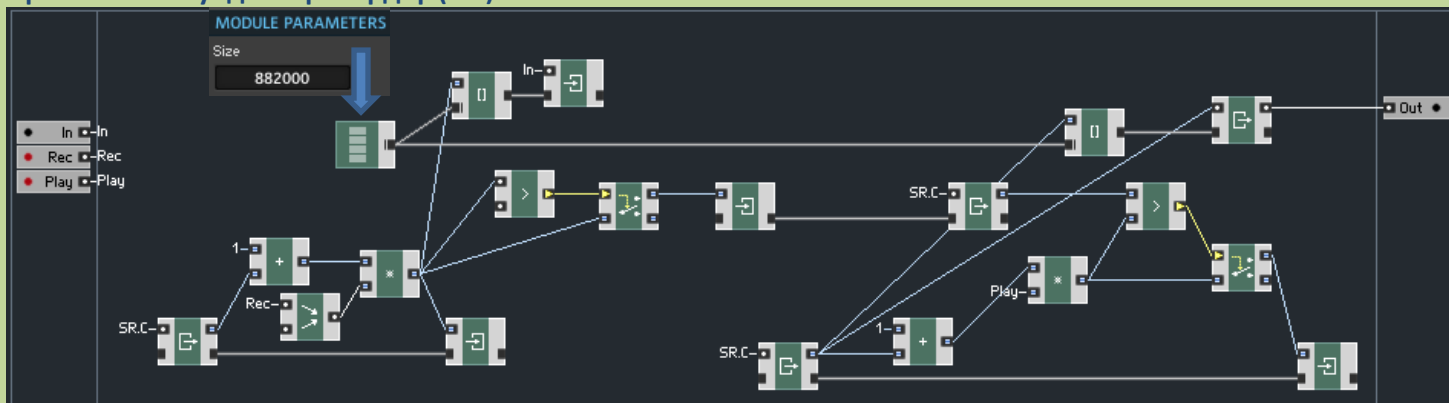 MODULE PARAMETERS
Size
882000
In
In
In
Rec
Rec
Play
Play
Out
[]
[]
>
SR.C
>
1
+
×
Rec
SR.C
Play
×
1
+
SR.C